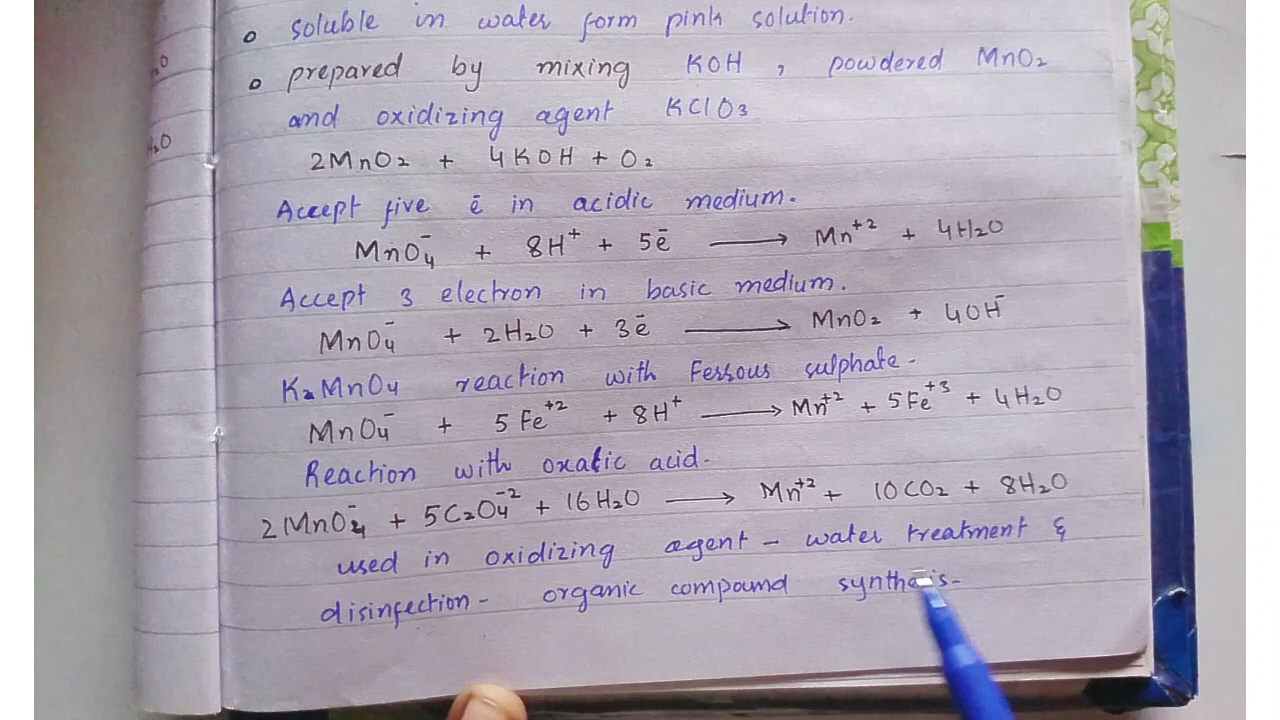 o soluble in water form pink solution.
o prepared by mixing KOH , powdered MnO₂
and oxidizing agent KClO₃
2MnO₂ + 4KOH + O₂
Accept five ē in acidic medium.
MnO₄⁻ + 8H⁺ + 5ē ⟶ Mn⁺² + 4H₂O
Accept 3 electron in basic medium.
MnO₄⁻ + 2H₂O + 3ē ⟶ MnO₂ + 4OH⁻
K₂MnO₄ reaction with Ferrous sulphate.
MnO₄⁻ + 5Fe⁺² + 8H⁺ ⟶ Mn⁺² + 5Fe⁺³ + 4H₂O
Reaction with oxalic acid.
2MnO₄⁻ + 5C₂O₄⁻² + 16H₂O ⟶ Mn⁺² + 10CO₂ + 8H₂O
used in oxidizing agent - water treatment &
disinfection - organic compound